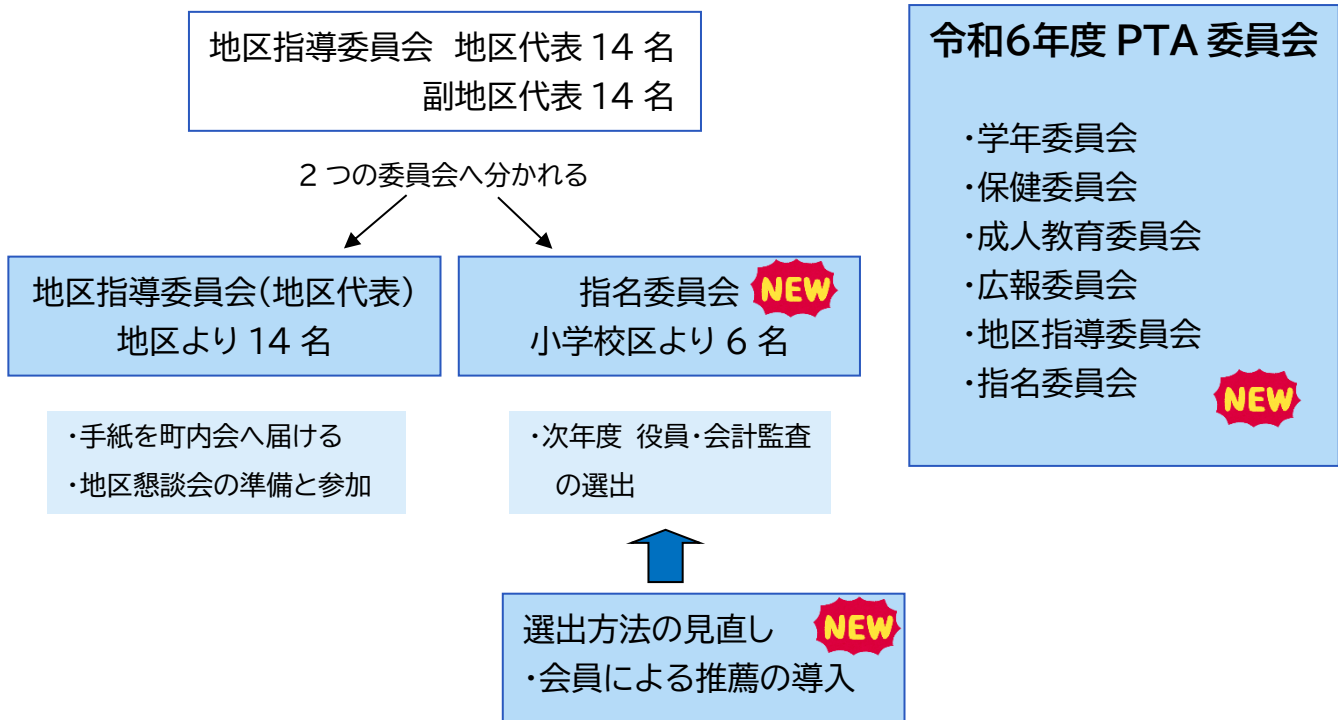 地区指導委員会 地区代表 14 名
副地区代表 14 名
2 つの委員会へ分かれる
地区指導委員会(地区代表)
地区より 14 名
指名委員会 NEW
小学校区より 6 名
・手紙を町内会へ届ける
・地区懇談会の準備と参加
・次年度 役員・会計監査
の選出
選出方法の見直し NEW
・会員による推薦の導入
令和6年度 PTA 委員会
・学年委員会
・保健委員会
・成人教育委員会
・広報委員会
・地区指導委員会
・指名委員会
NEW